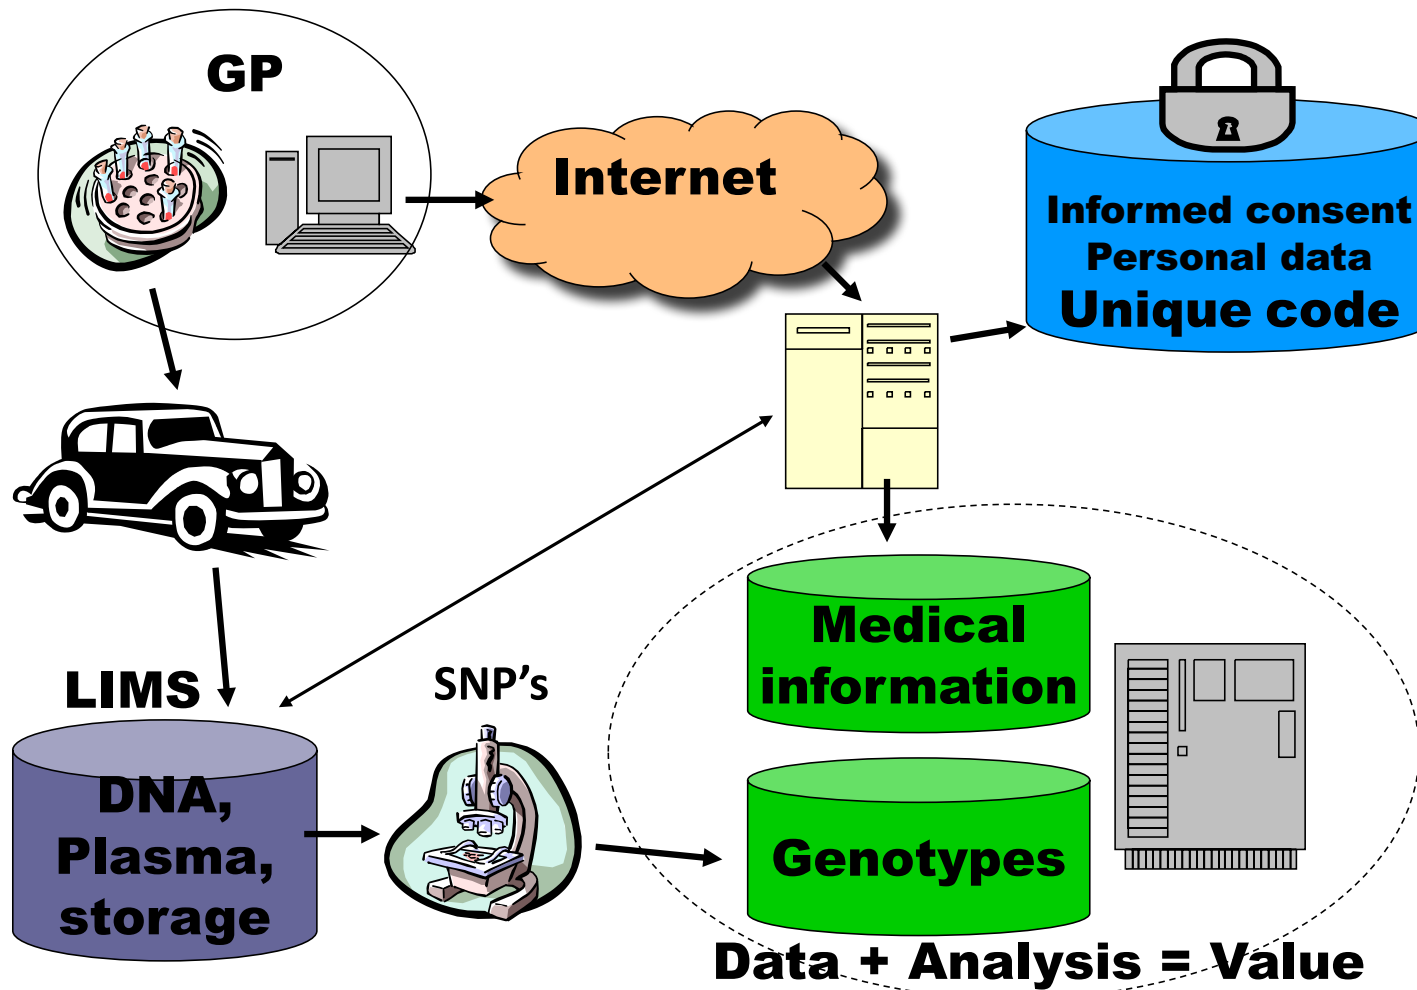 GP
Internet
Informed consent
Personal data
Unique code
LIMS
DNA,
Plasma,
storage
SNP's
Medical
information
Genotypes
Data + Analysis = Value